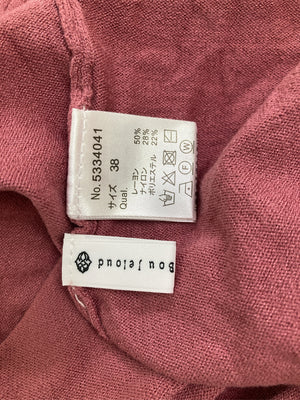 No.5334041
サイズ 38
Qual.
レーヨン 50%
ナイロン 28%
ポリエステル 22%
F W
Bou Jeloud